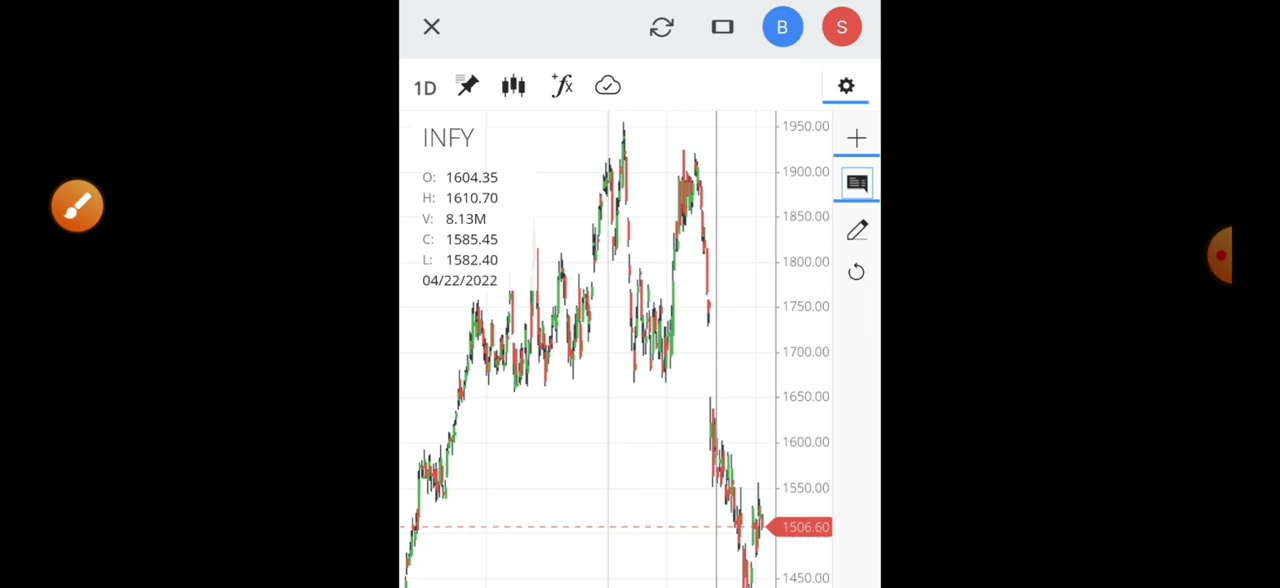 B S
1D
INFY
O: 1604.35
H: 1610.70
V: 8.13M
C: 1585.45
L: 1582.40
04/22/2022
1950.00
1900.00
1850.00
1800.00
1750.00
1700.00
1650.00
1600.00
1550.00
1506.60
1450.00